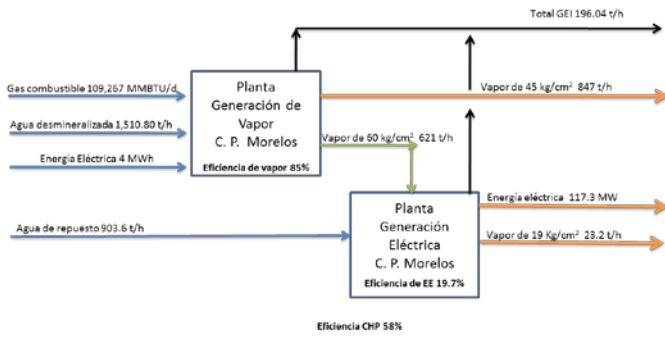 Total GEI 196.04 t/h
Gas combustible 109,267 MMBTU/d
Agua desmineralizada 1,510.80 t/h
Energía Eléctrica 4 MWh
Planta
Generación de
Vapor
C. P. Morelos
Eficiencia de vapor 85%
Vapor de 45 kg/cm² 847 t/h
Vapor de 60 kg/cm² 621 t/h
Agua de repuesto 903.6 t/h
Planta
Generación
Eléctrica
C. P. Morelos
Eficiencia de EE 19.7%
Energía eléctrica 117.3 MW
Vapor de 19 Kg/cm² 23.2 t/h
Eficiencia CHP 58%